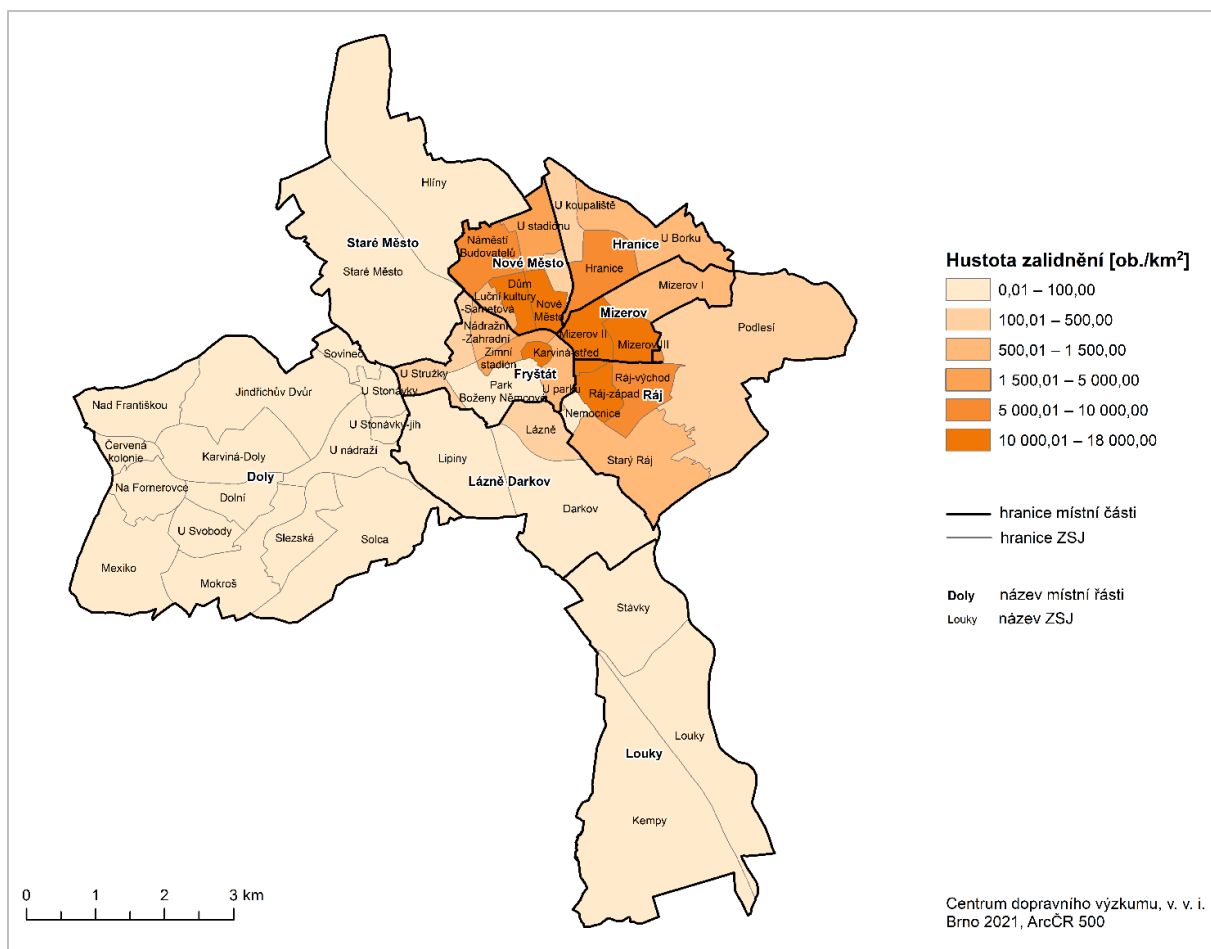 Hlíny
Staré Město
Staré Město
U koupaliště
U stadionu
U Borku
Hranice
Náměstí
Budovatelů
Nové Město
Hranice
Mizerov I
Dům
kultury
Luční
-Sametová
Nové
Město
Mizerov
Podlesí
Nádražní
-Zahradní
Mizerov II
Mizerov III
Zimní
stadión
Karviná-střed
Sovinec
U Stružky
Fryštát
Ráj-východ
Jindřichův Dvůr
U Stonávky
Park
Boženy Němcové
U parku
Ráj-západ
Ráj
Nad Františkou
Nemocnice
U Stonávky-jih
Lázně
Červená
kolonie
Karviná-Doly
U nádraží
Lipiny
Starý Ráj
Doly
Lázně Darkov
Na Fornerovce
Dolní
Darkov
U Svobody
Slezská
Solca
Mexiko
Mokroš
Stávky
Louky
Louky
Kempy
Hustota zalidnění [ob./km²]
0,01 – 100,00
100,01 – 500,00
500,01 – 1 500,00
1 500,01 – 5 000,00
5 000,01 – 10 000,00
10 000,01 – 18 000,00
hranice místní části
hranice ZSJ
Doly název místní řásti
Louky název ZSJ
0 1 2 3 km
Centrum dopravního výzkumu, v. v. i.
Brno 2021, ArcČR 500